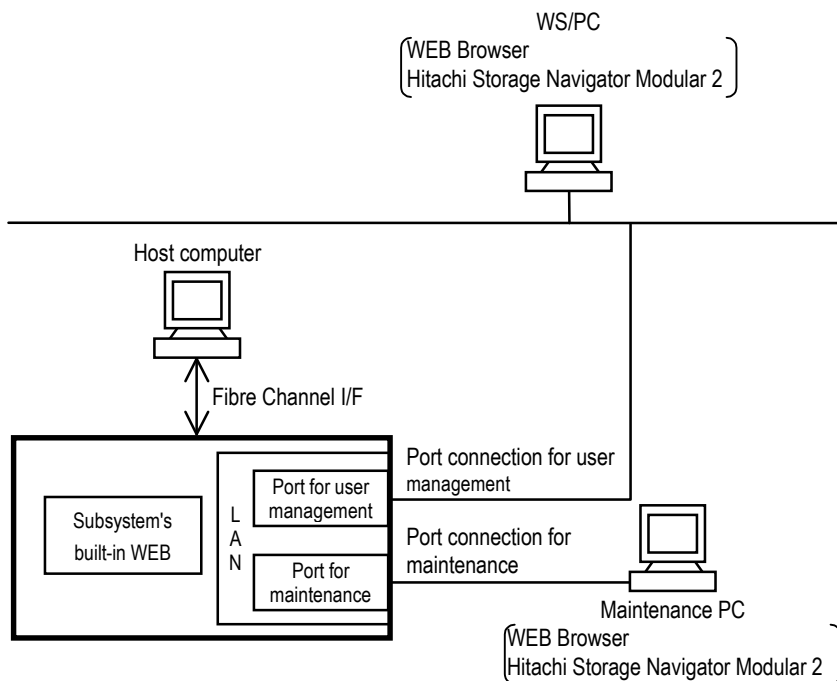 WS/PC
WEB Browser
Hitachi Storage Navigator Modular 2
Host computer
Fibre Channel I/F
Port connection for user
management
Port for user
management
L
A
N
Subsystem's
built-in WEB
Port connection for
maintenance
Port for
maintenance
Maintenance PC
WEB Browser
Hitachi Storage Navigator Modular 2